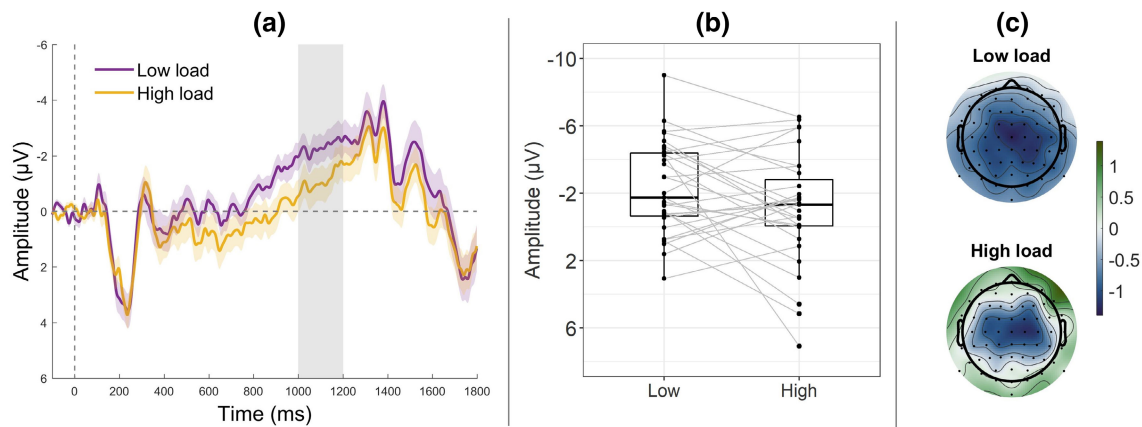 (a)
-6
-4
-2
0
2
4
6
Amplitude (µV)
Low load
High load
0
200
400
600
800
1000
1200
1400
1600
1800
Time (ms)
(b)
-10
-6
-2
2
6
Amplitude (µV)
Low
High
(c)
Low load
High load
1
0.5
0
-0.5
-1